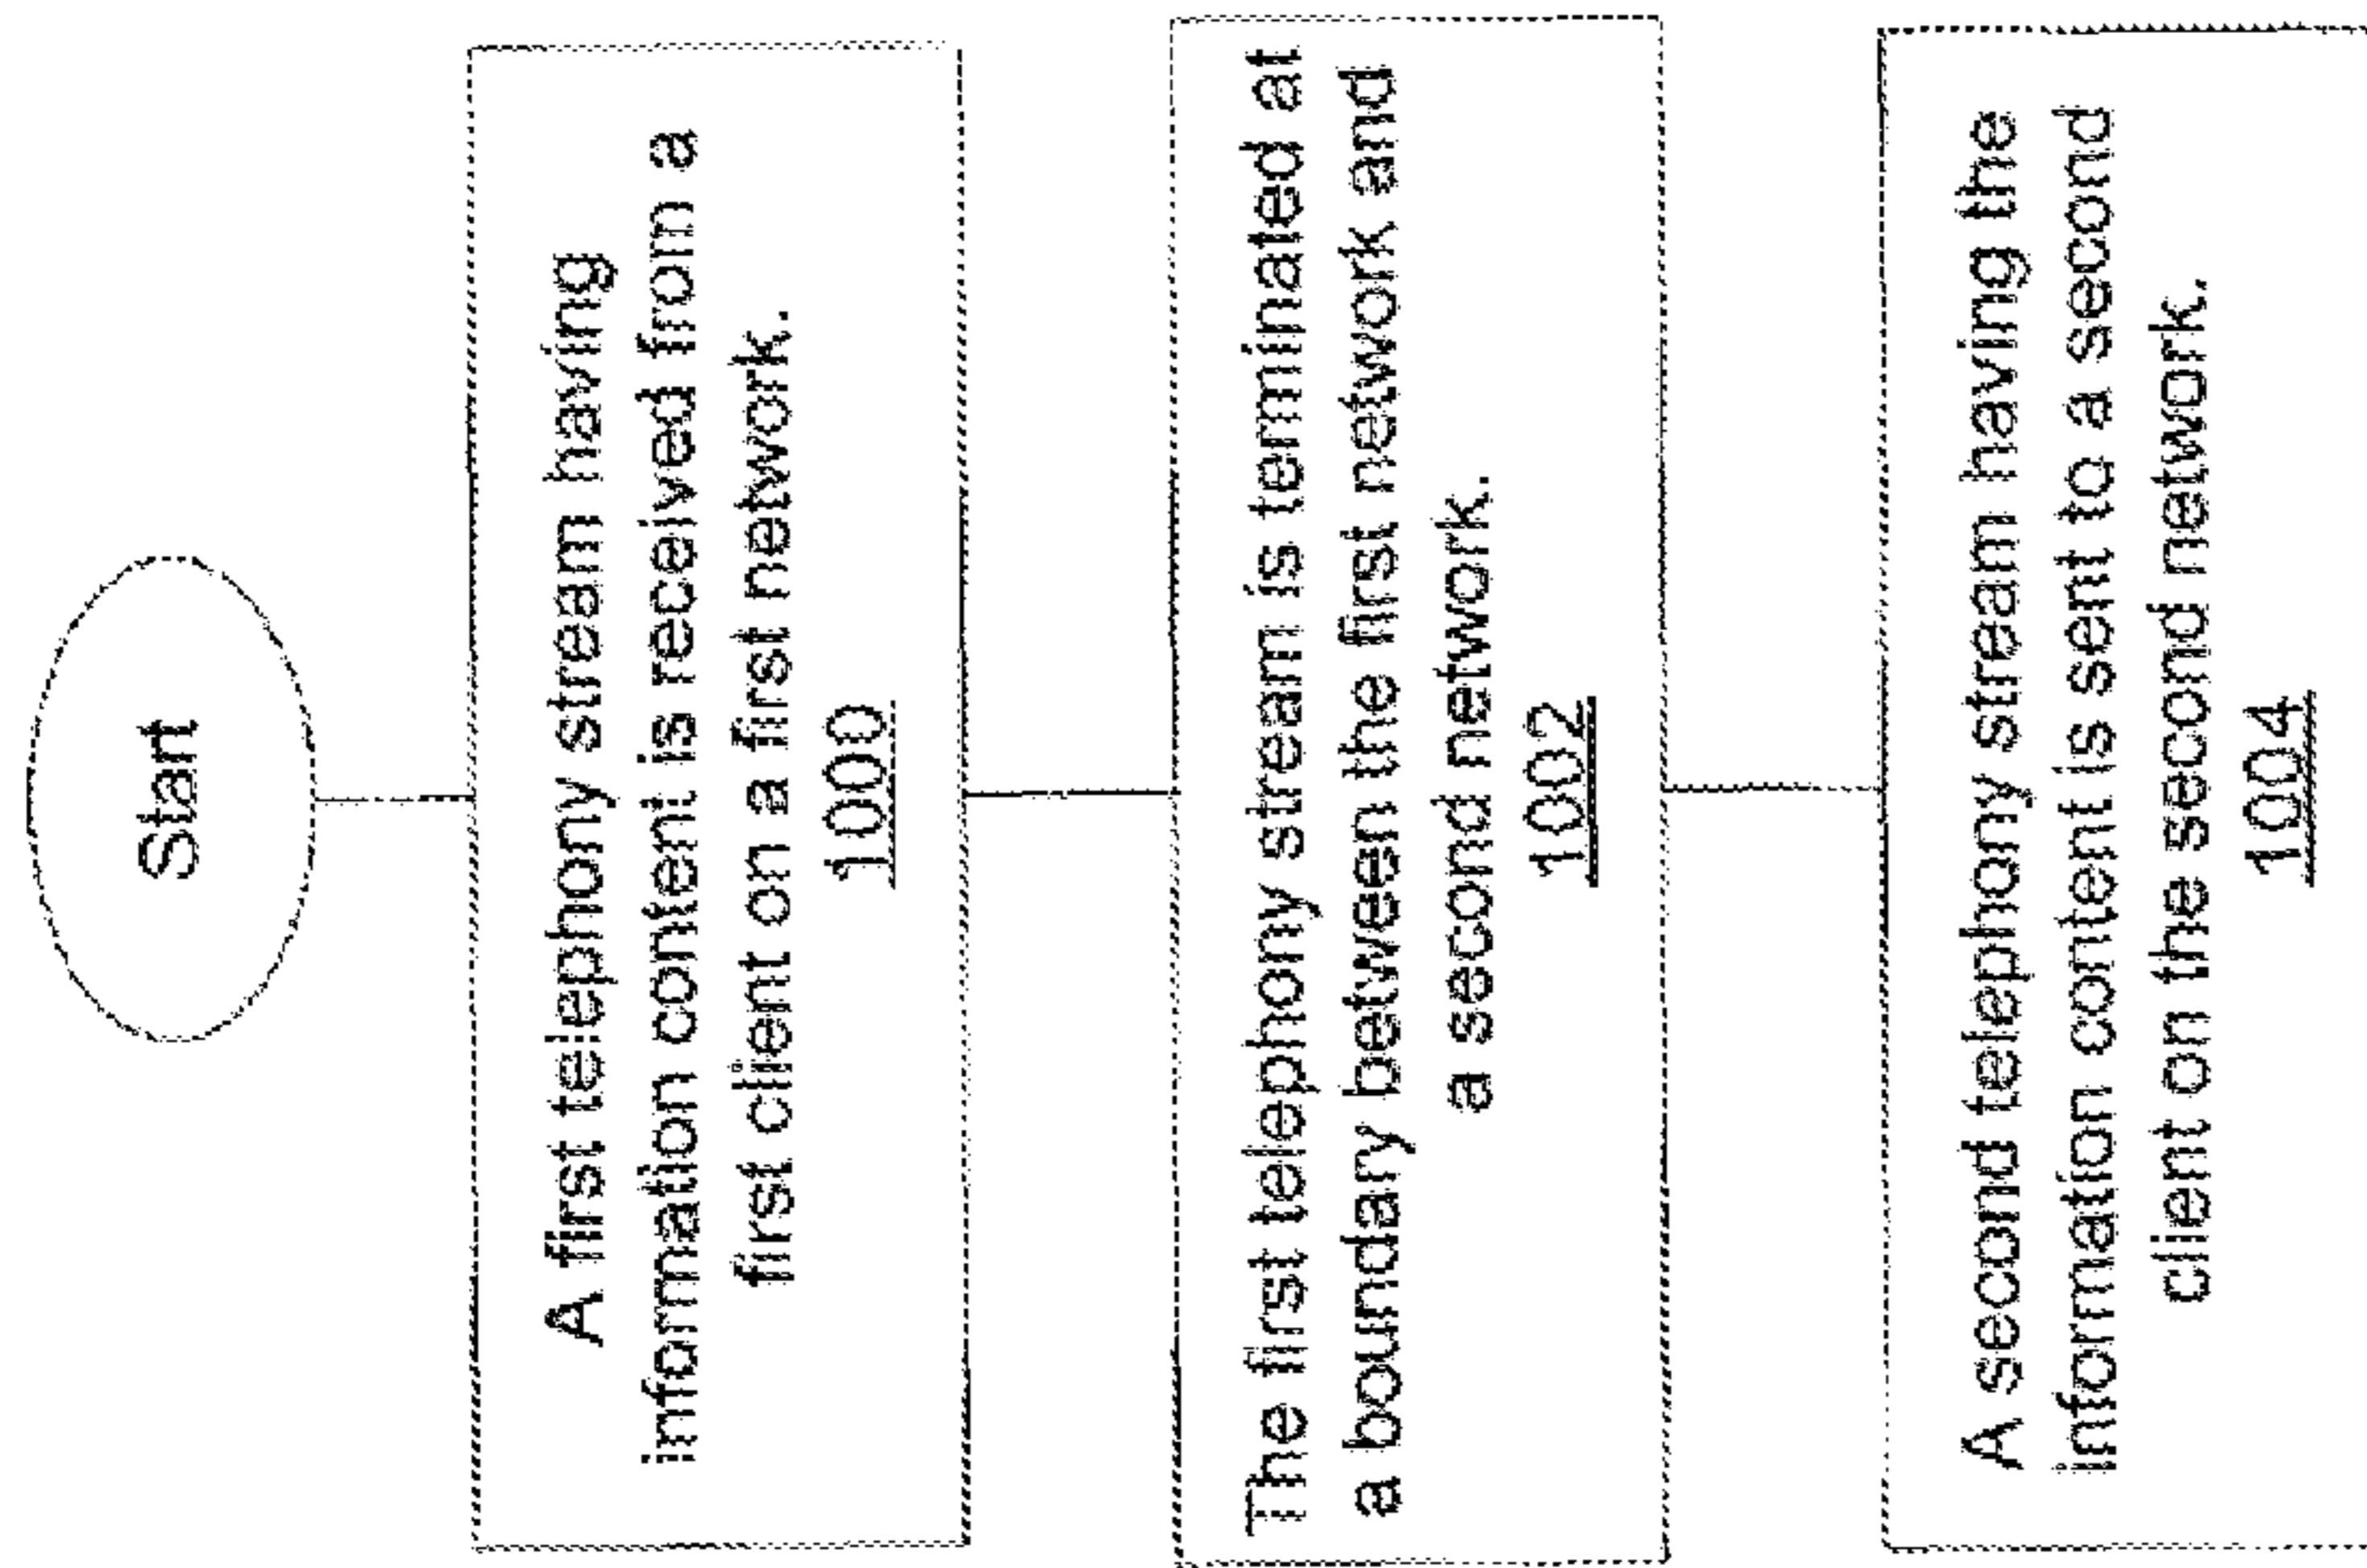 Start
A first telephony stream having
information content is received from a
first client on a first network.
1000
The first telephony stream is teminated at
a boundary between the first network and
a second network.
1002
A second telephony stream having the
information content is sent to a second
client on the second network.
1004